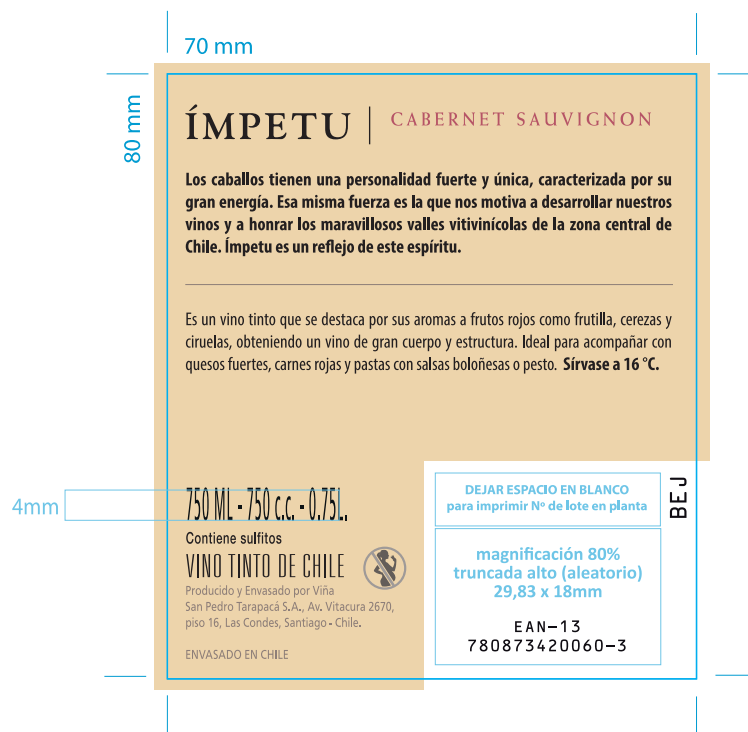 70 mm
80 mm
ÍMPETU | CABERNET SAUVIGNON
Los caballos tienen una personalidad fuerte y única, caracterizada por su
gran energía. Esa misma fuerza es la que nos motiva a desarrollar nuestros
vinos y a honrar los maravillosos valles vitivinícolas de la zona central de
Chile. Ímpetu es un reflejo de este espíritu.
Es un vino tinto que se destaca por sus aromas a frutos rojos como frutilla, cerezas y
ciruelas, obteniendo un vino de gran cuerpo y estructura. Ideal para acompañar con
quesos fuertes, carnes rojas y pastas con salsas boloñesas o pesto. Sírvase a 16 °C.
4mm
750 ML - 750 c.c. - 0.75L.
Contiene sulfitos
VINO TINTO DE CHILE
Producido y Envasado por Viña
San Pedro Tarapacá S.A., Av. Vitacura 2670,
piso 16, Las Condes, Santiago - Chile.
ENVASADO EN CHILE
DEJAR ESPACIO EN BLANCO
para imprimir Nº de lote en planta
BEJ
magnificación 80%
truncada alto (aleatorio)
29,83 x 18mm
EAN-13
780873420060-3